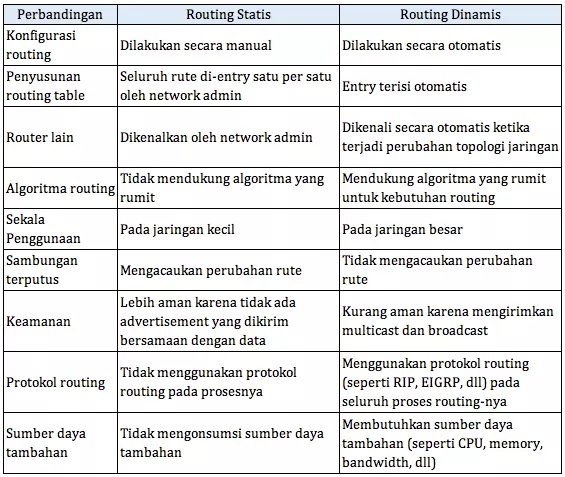 Perbandingan Routing Statis Routing Dinamis
Konfigurasi
routing
Dilakukan secara manual
Dilakukan secara otomatis
Penyusunan
routing table
Seluruh rute di-entry satu per satu
oleh network admin
Entry terisi otomatis
Router lain
Dikenalkan oleh network admin
Dikenali secara otomatis ketika
terjadi perubahan topologi jaringan
Algoritma routing
Tidak mendukung algoritma yang
rumit
Mendukung algoritma yang rumit
untuk kebutuhan routing
Sekala
Penggunaan
Pada jaringan kecil
Pada jaringan besar
Sambungan
terputus
Mengacaukan perubahan rute
Tidak mengacaukan perubahan
rute
Keamanan
Lebih aman karena tidak ada
advertisement yang dikirim
bersamaan dengan data
Kurang aman karena mengirimkan
multicast dan broadcast
Protokol routing
Tidak menggunakan protokol
routing pada prosesnya
Menggunakan protokol routing
(seperti RIP, EIGRP, dll) pada
seluruh proses routing-nya
Sumber daya
tambahan
Tidak mengonsumsi sumber daya
tambahan
Membutuhkan sumber daya
tambahan (seperti CPU, memory,
bandwidth, dll)